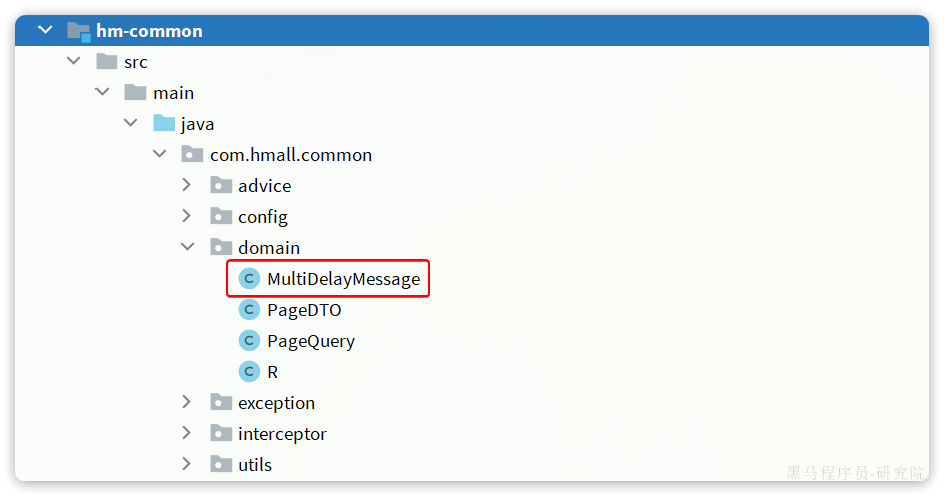 hm-common
src
main
java
com.hmall.common
advice
config
domain
C MultiDelayMessage
C PageDTO
C PageQuery
C R
exception
interceptor
utils
黑马程序员-研究院